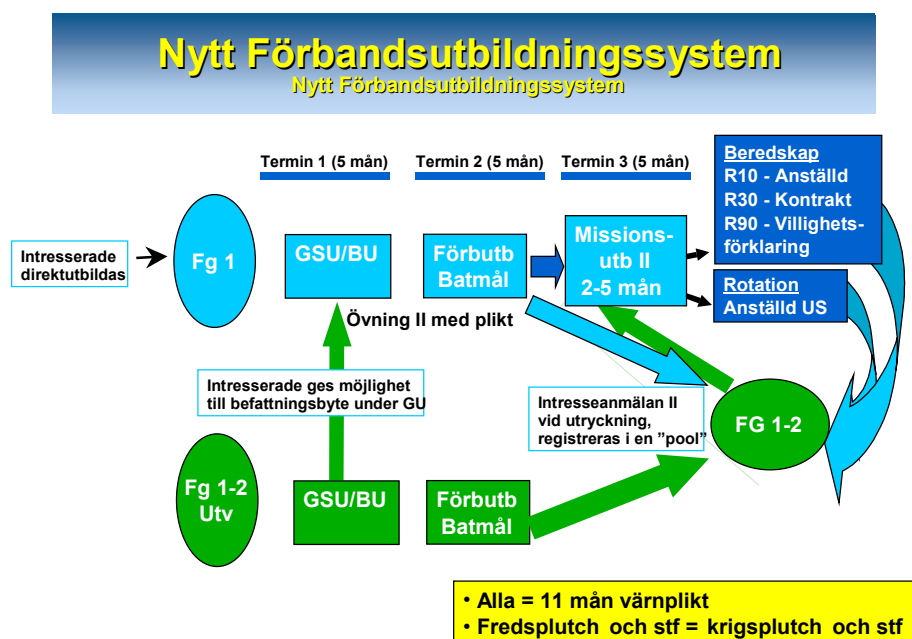 Nytt Förbandsutbildningssystem
Nytt Förbandsutbildningssystem
Termin 1 (5 mån)
Termin 2 (5 mån)
Termin 3 (5 mån)
Beredskap
R10 - Anställd
R30 - Kontrakt
R90 - Villighets-
förklaring
Intresserade
direktutbildas
Fg 1
GSU/BU
Förbutb
Batmål
Missions-
utb II
2-5 mån
Rotation
Anställd US
Övning II med plikt
Intresserade ges möjlighet
till befattningsbyte under GU
Intresseanmälan II
vid utryckning,
registreras i en ”pool”
FG 1-2
Fg 1-2
Utv
GSU/BU
Förbutb
Batmål
• Alla = 11 mån värnplikt
• Fredsplutch och stf = krigsplutch och stf